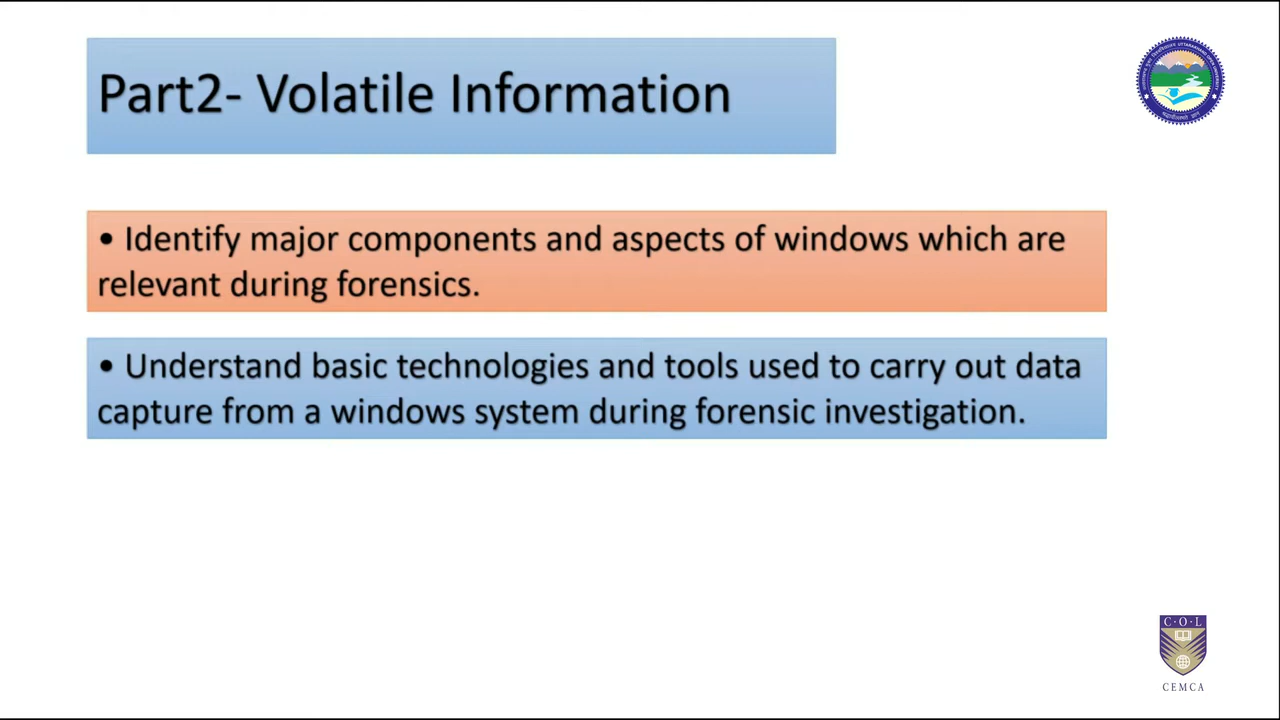 Part2- Volatile Information
• Identify major components and aspects of windows which are
relevant during forensics.
• Understand basic technologies and tools used to carry out data
capture from a windows system during forensic investigation.
C·O·L
CEMCA